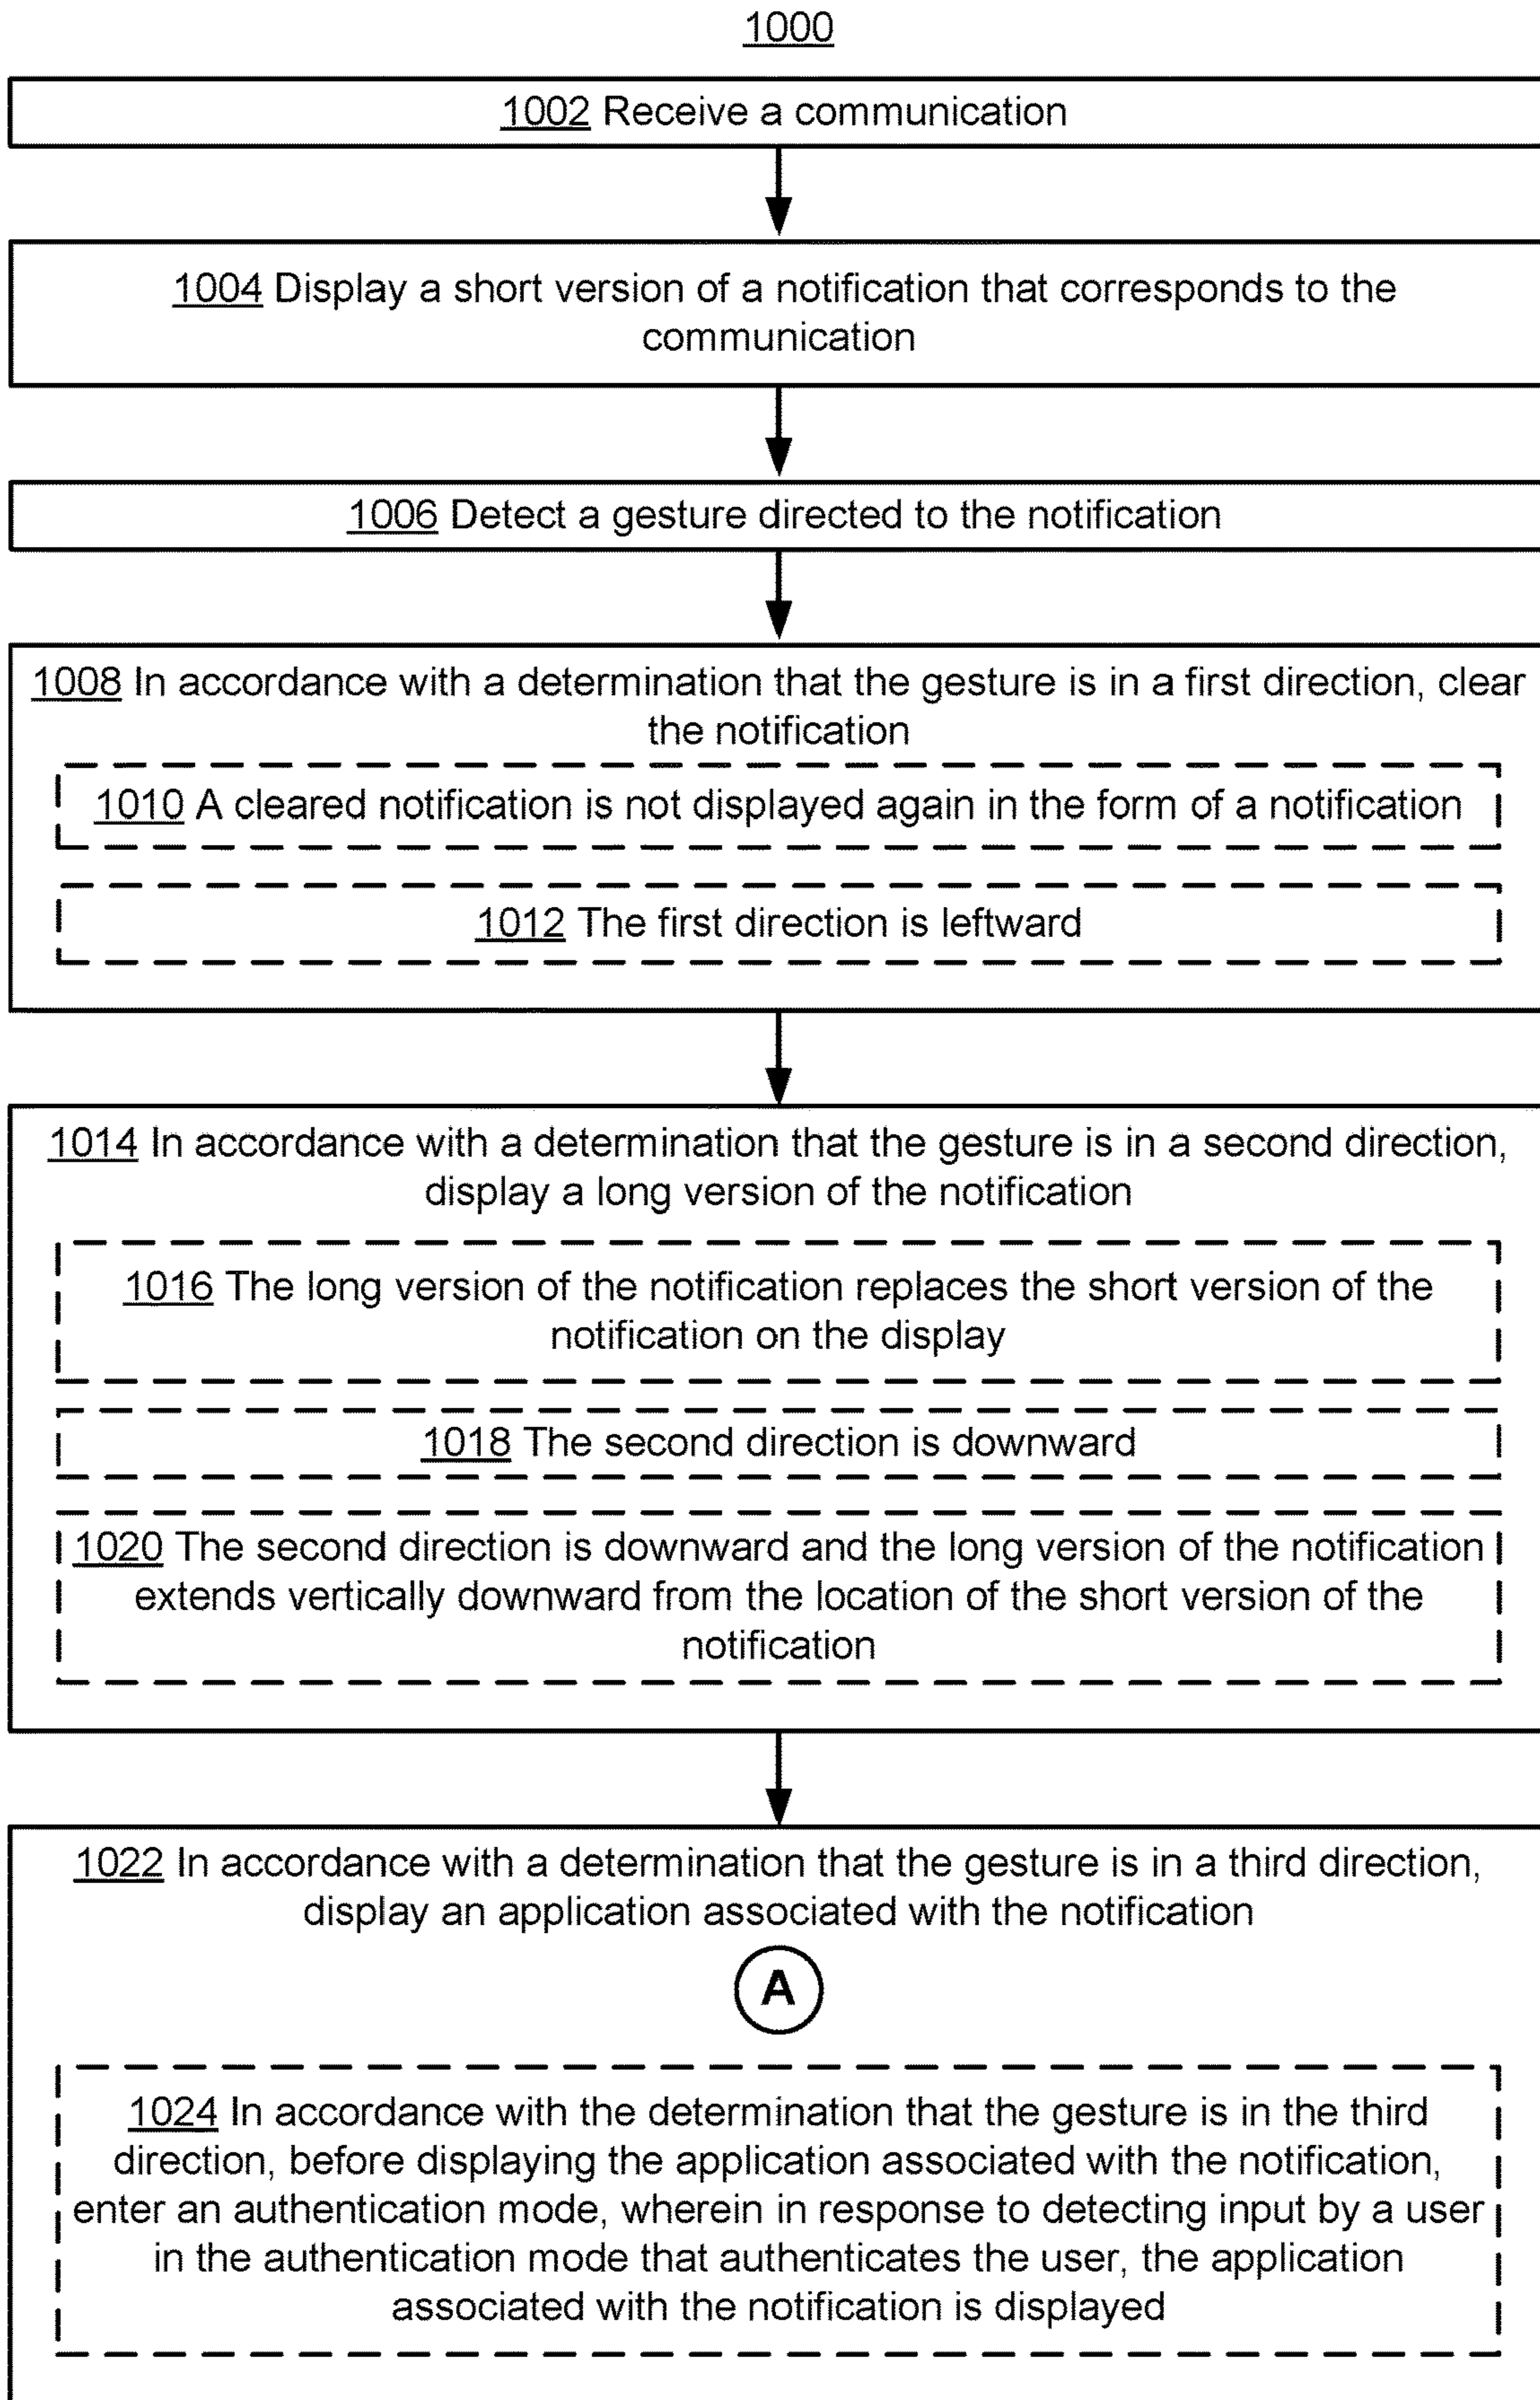 1000
1002 Receive a communication
1004 Display a short version of a notification that corresponds to the
communication
1006 Detect a gesture directed to the notification
1008 In accordance with a determination that the gesture is in a first direction, clear
the notification
1010 A cleared notification is not displayed again in the form of a notification
1012 The first direction is leftward
1014 In accordance with a determination that the gesture is in a second direction,
display a long version of the notification
1016 The long version of the notification replaces the short version of the
notification on the display
1018 The second direction is downward
1020 The second direction is downward and the long version of the notification
extends vertically downward from the location of the short version of the
notification
1022 In accordance with a determination that the gesture is in a third direction,
display an application associated with the notification
A
1024 In accordance with the determination that the gesture is in the third
direction, before displaying the application associated with the notification,
enter an authentication mode, wherein in response to detecting input by a user
in the authentication mode that authenticates the user, the application
associated with the notification is displayed